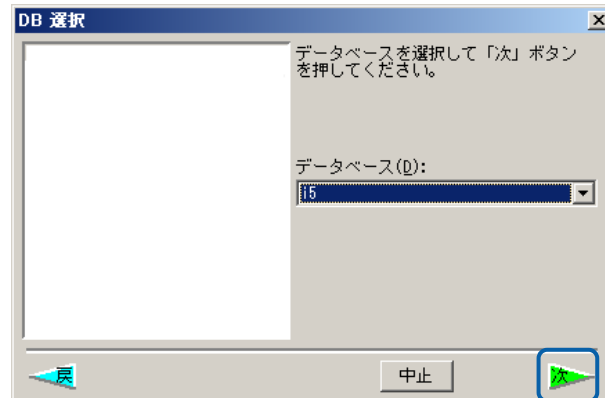 DB 選択
データベースを選択して「次」ボタン
を押してください。
データベース(D):
i5
戻
中止
次